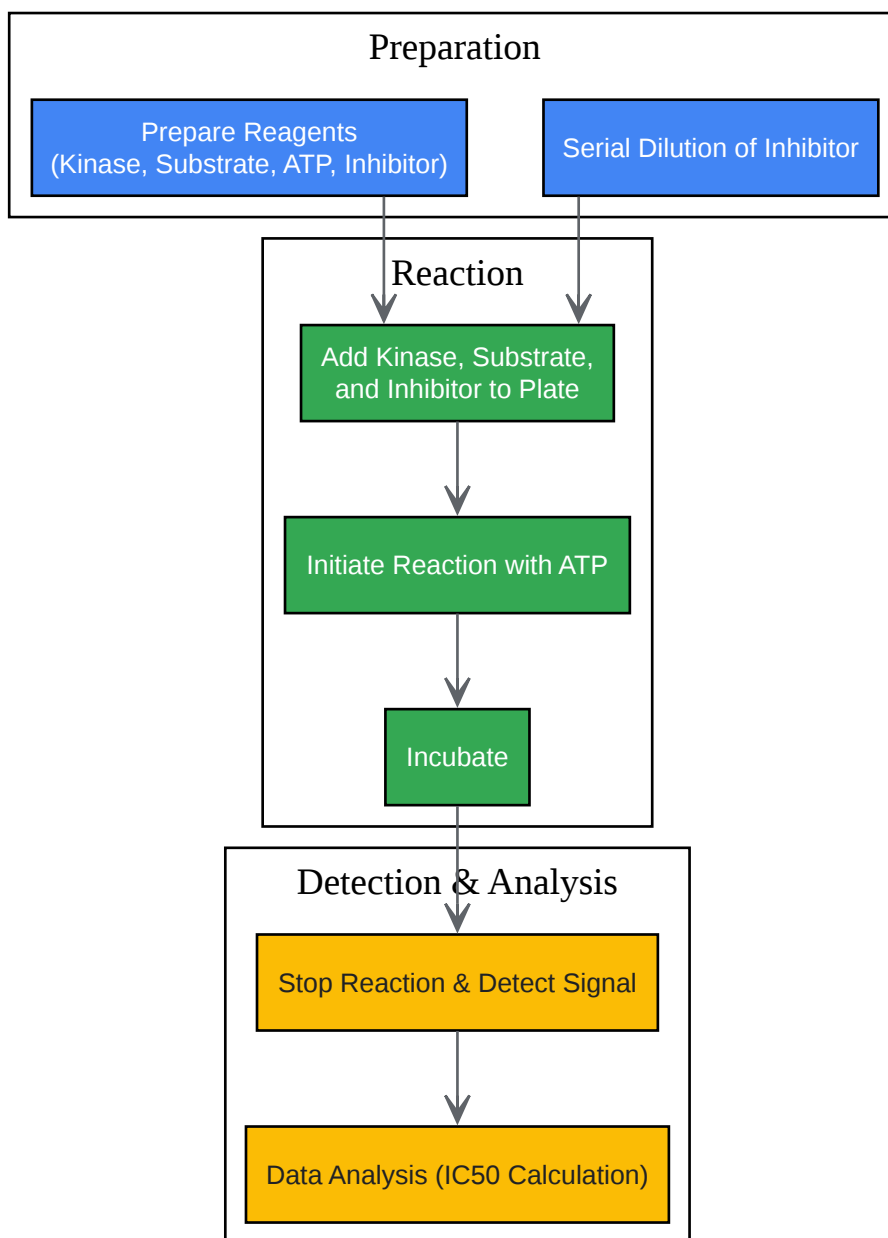 Preparation
Prepare Reagents
(Kinase, Substrate, ATP, Inhibitor)
Serial Dilution of Inhibitor
Reaction
Add Kinase, Substrate,
and Inhibitor to Plate
Initiate Reaction with ATP
Incubate
Detection & Analysis
Stop Reaction & Detect Signal
Data Analysis (IC50 Calculation)